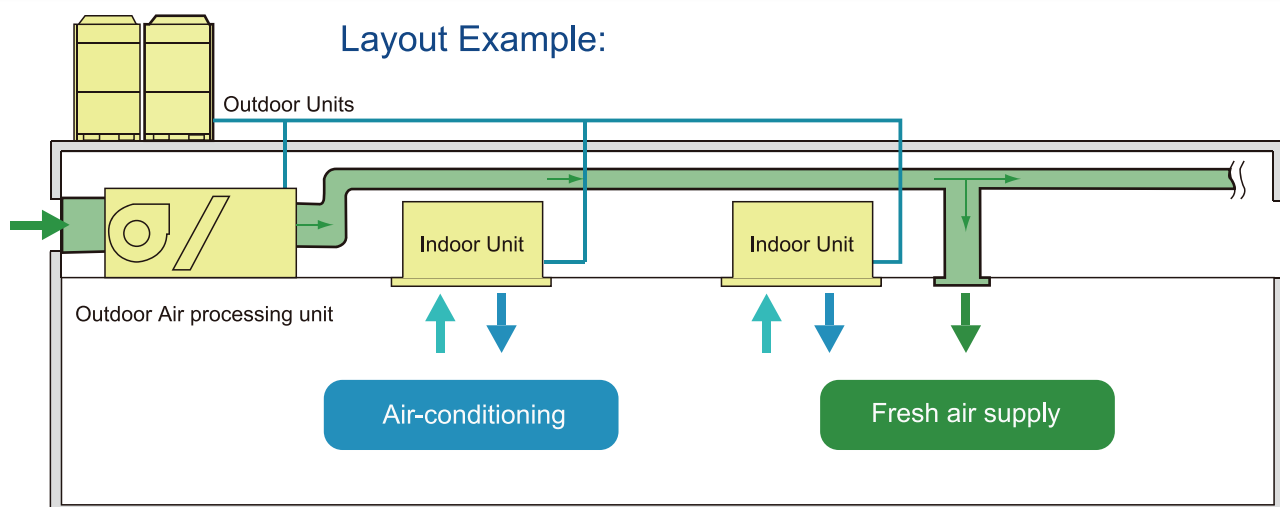 Layout Example:
Outdoor Units
Indoor Unit
Indoor Unit
Outdoor Air processing unit
Air-conditioning
Fresh air supply